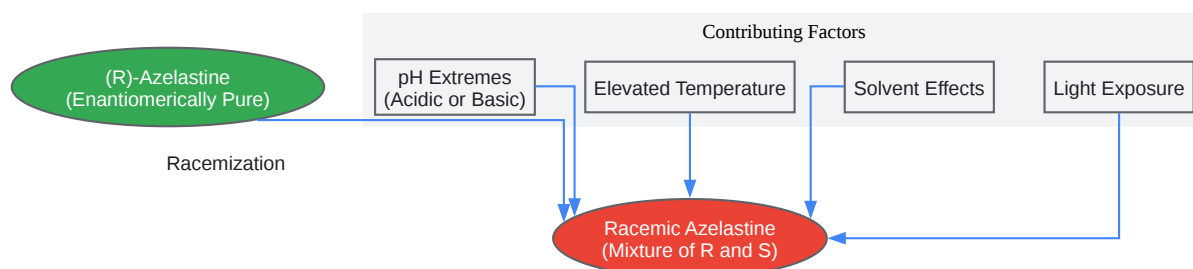 Contributing Factors
(R)-Azelastine
(Enantiomerically Pure)
pH Extremes
(Acidic or Basic)
Elevated Temperature
Solvent Effects
Light Exposure
Racemization
Racemic Azelastine
(Mixture of R and S)